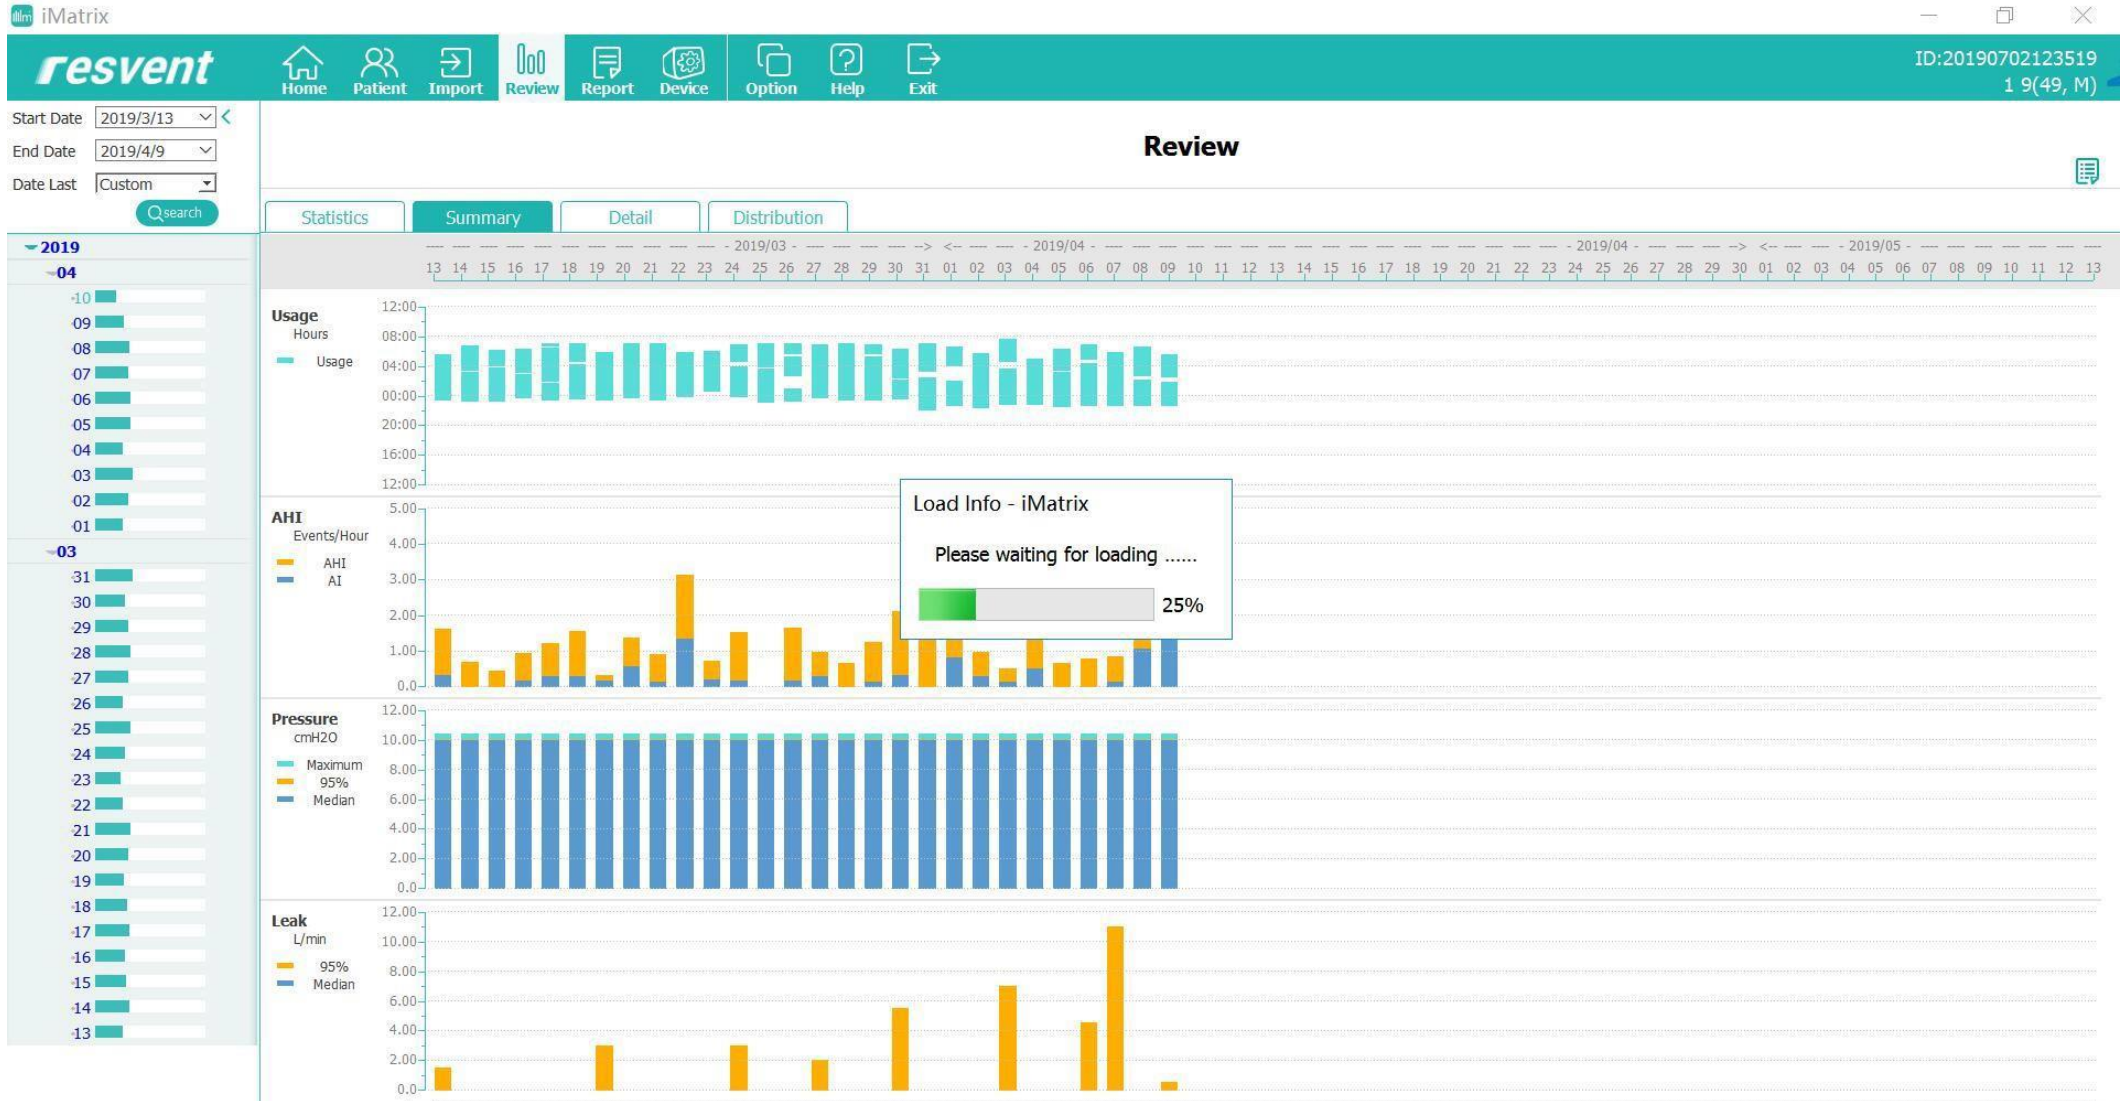 iMatrix
resvent
Home Patient Import Review Report Device Option Help Exit
ID:20190702123519
1 9(49, M)
Start Date 2019/3/13
End Date 2019/4/9
Date Last Custom
search
Review
Statistics Summary Detail Distribution
2019
04
10
09
08
07
06
05
04
03
02
01
03
31
30
29
28
27
26
25
24
23
22
21
20
19
18
17
16
15
14
13
---- ---- ---- ---- ---- ---- ---- ---- ---- ---- ---- - 2019/03 - ---- ---- ---- ---- --> <-- ---- ---- - 2019/04 - ---- ---- ---- ---- ---- ---- ---- ---- ---- ---- ---- ---- ---- ---- ---- ---- ---- - 2019/04 - ---- ---- ---- --> <-- ---- ---- - 2019/05 - ---- ---- ---- ---- ---- ---- ----
13 14 15 16 17 18 19 20 21 22 23 24 25 26 27 28 29 30 31 01 02 03 04 05 06 07 08 09 10 11 12 13 14 15 16 17 18 19 20 21 22 23 24 25 26 27 28 29 30 01 02 03 04 05 06 07 08 09 10 11 12 13
Usage
Hours
Usage
12:00
08:00
04:00
00:00
20:00
16:00
12:00
AHI
Events/Hour
AHI
AI
5.00
4.00
3.00
2.00
1.00
0.0
Load Info - iMatrix
Please waiting for loading ......
25%
Pressure
cmH2O
Maximum
95%
Median
12.00
10.00
8.00
6.00
4.00
2.00
0.0
Leak
L/min
95%
Median
12.00
10.00
8.00
6.00
4.00
2.00
0.0